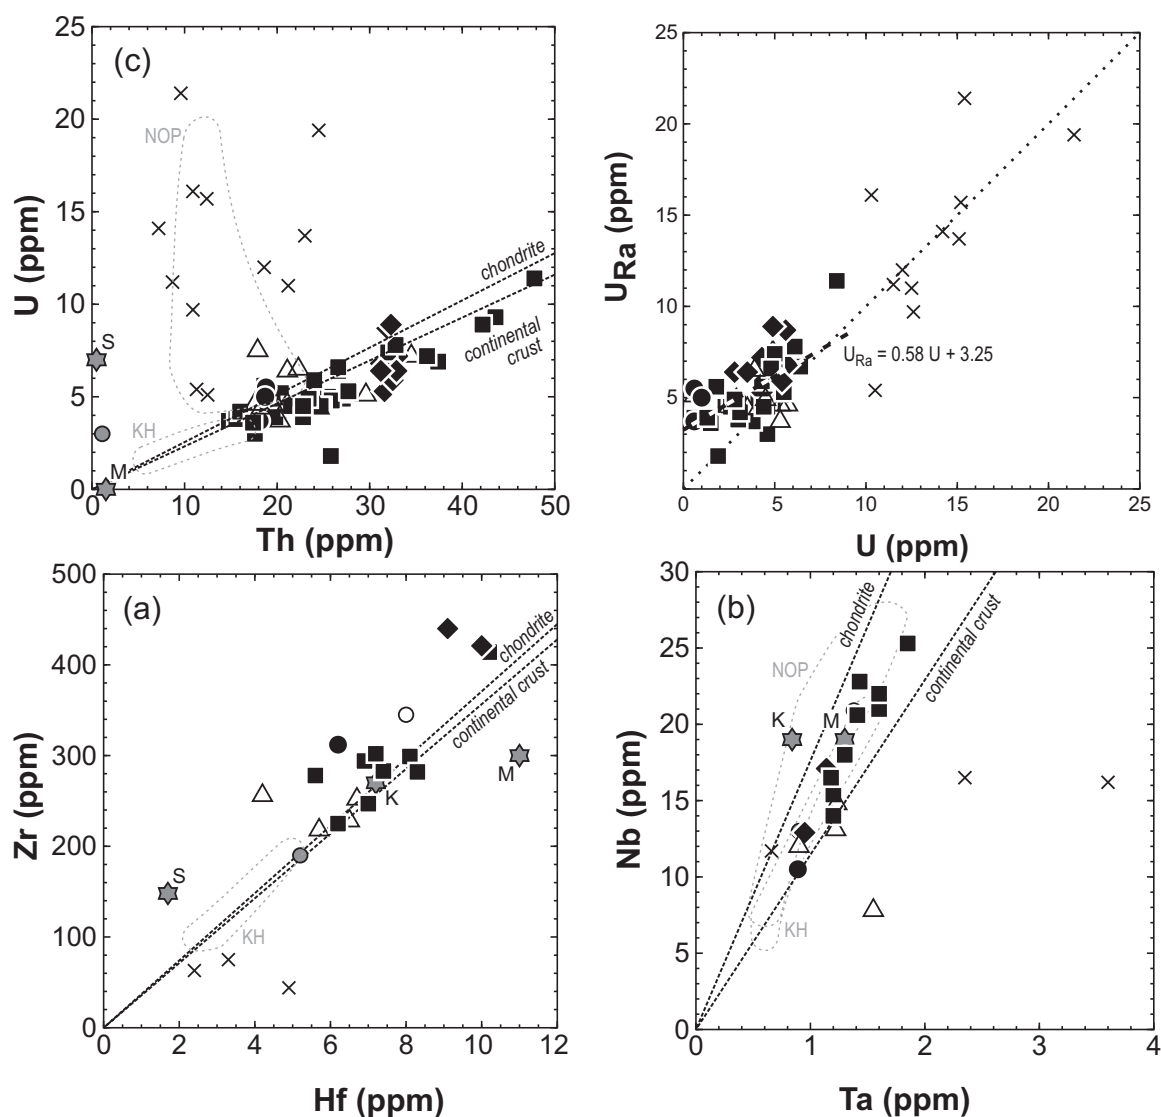 25
20
15
10
5
0
U (ppm)
(c)
NOP
S
KH
M
chondrite
continental
crust
0
10
20
30
40
50
Th (ppm)
25
20
15
10
5
0
URa (ppm)
URa = 0.58 U + 3.25
0
5
10
15
20
25
U (ppm)
500
400
300
200
100
0
Zr (ppm)
(a)
chondrite
continental crust
M
K
S
KH
0
2
4
6
8
10
12
Hf (ppm)
30
25
20
15
10
5
0
Nb (ppm)
(b)
chondrite
continental crust
NOP
K
M
KH
0
1
2
3
4
Ta (ppm)